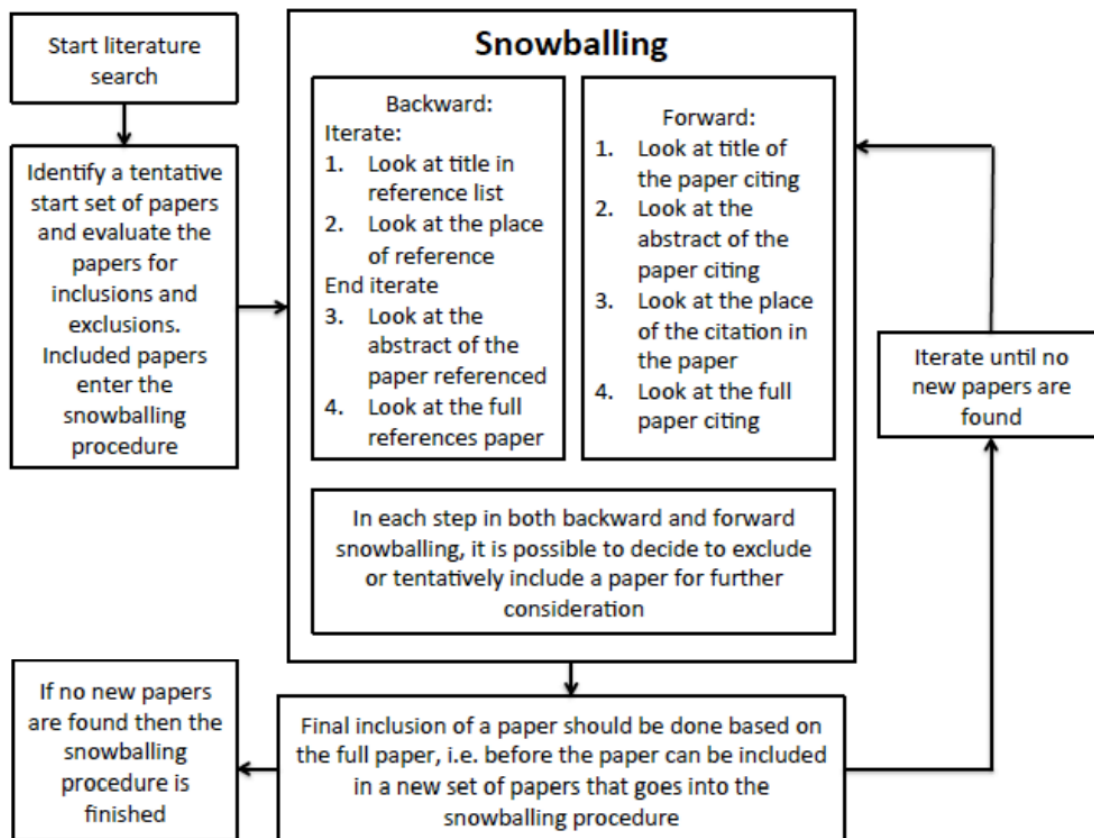 Start literature
search
Identify a tentative
start set of papers
and evaluate the
papers for
inclusions and
exclusions.
Included papers
enter the
snowballing
procedure
Snowballing
Backward:
Iterate:
1. Look at title in
reference list
2. Look at the place
of reference
End iterate
3. Look at the
abstract of the
paper referenced
4. Look at the full
references paper
Forward:
1. Look at title of
the paper citing
2. Look at the
abstract of the
paper citing
3. Look at the place
of the citation in
the paper
4. Look at the full
paper citing
In each step in both backward and forward
snowballing, it is possible to decide to exclude
or tentatively include a paper for further
consideration
Iterate until no
new papers are
found
If no new papers
are found then the
snowballing
procedure is
finished
Final inclusion of a paper should be done based on
the full paper, i.e. before the paper can be included
in a new set of papers that goes into the
snowballing procedure